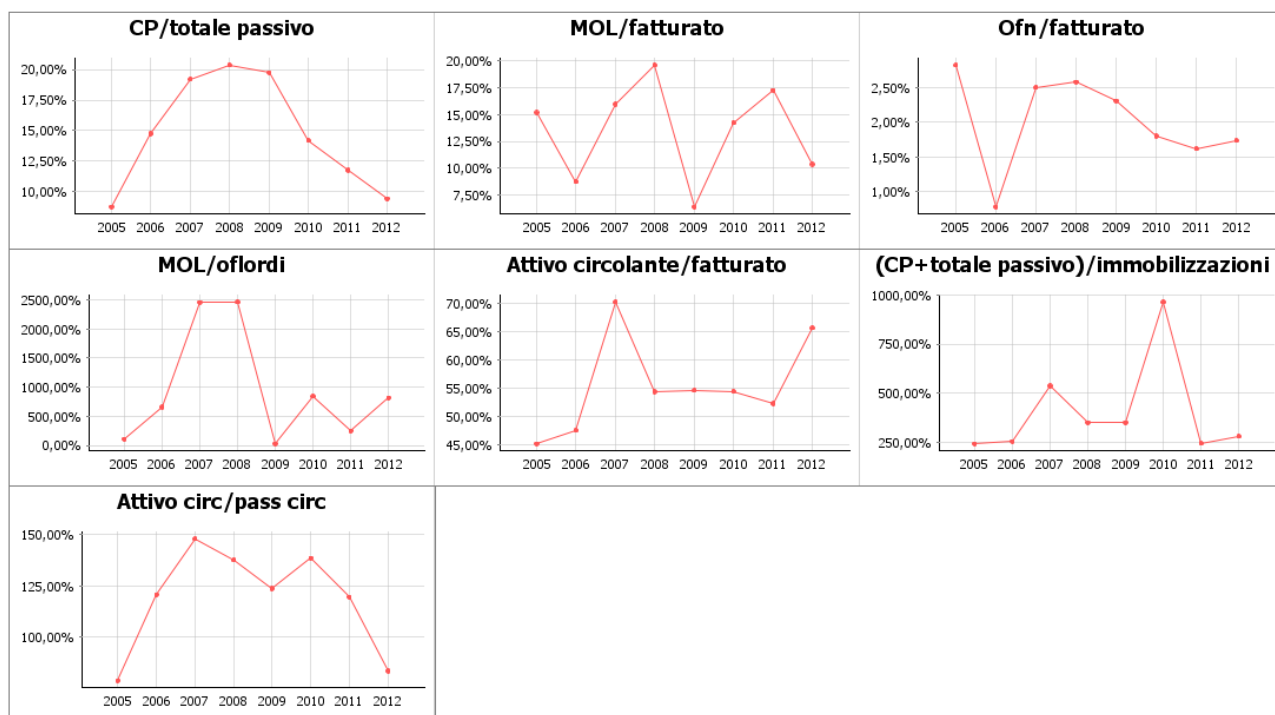 CP/totale passivo
20,00%
17,50%
15,00%
12,50%
10,00%
2005 2006 2007 2008 2009 2010 2011 2012
MOL/fatturato
20,00%
17,50%
15,00%
12,50%
10,00%
7,50%
2005 2006 2007 2008 2009 2010 2011 2012
Ofn/fatturato
2,50%
2,00%
1,50%
1,00%
2005 2006 2007 2008 2009 2010 2011 2012
MOL/oflordi
2500,00%
2000,00%
1500,00%
1000,00%
500,00%
0,00%
2005 2006 2007 2008 2009 2010 2011 2012
Attivo circolante/fatturato
70,00%
65,00%
60,00%
55,00%
50,00%
45,00%
2005 2006 2007 2008 2009 2010 2011 2012
(CP+totale passivo)/immobilizzazioni
1000,00%
750,00%
500,00%
250,00%
2005 2006 2007 2008 2009 2010 2011 2012
Attivo circ/pass circ
150,00%
125,00%
100,00%
2005 2006 2007 2008 2009 2010 2011 2012